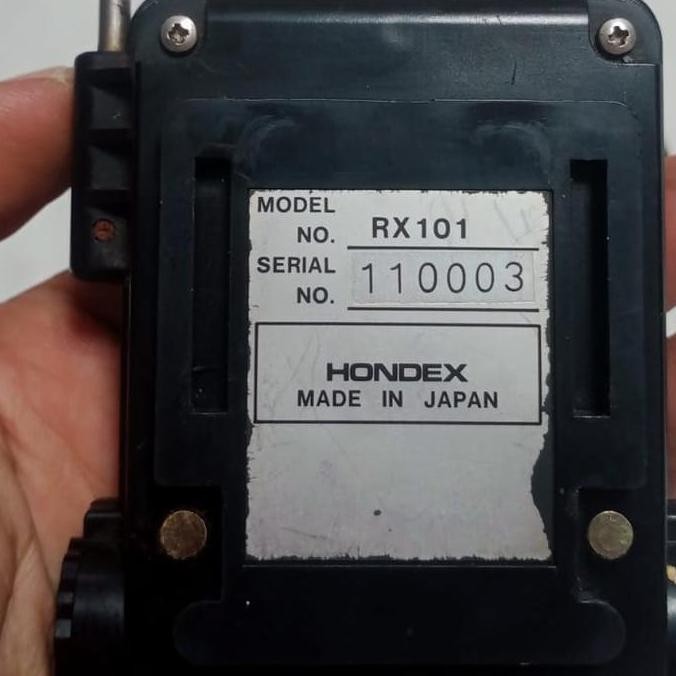 MODEL
NO. RX101
SERIAL
NO. 110003
HONDEX
MADE IN JAPAN